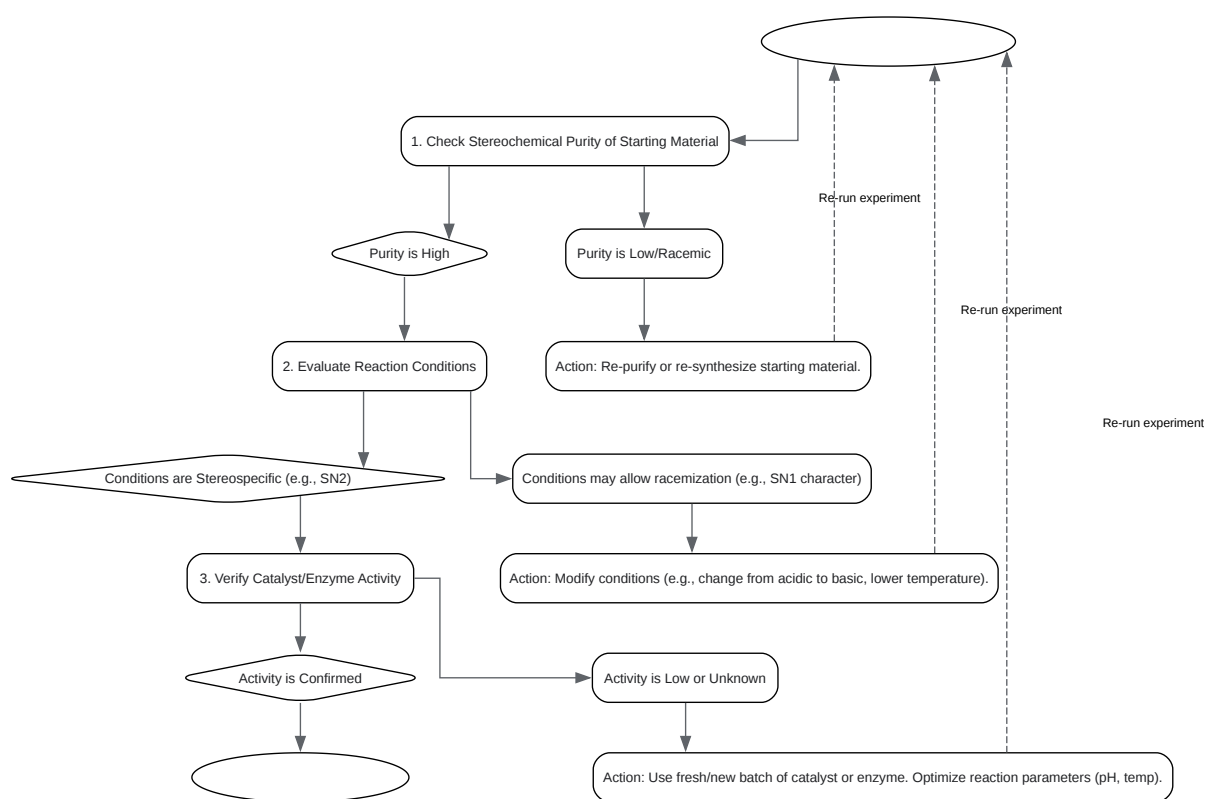 1. Check Stereochemical Purity of Starting Material
Re-run experiment
Purity is High
Purity is Low/Racemic
Re-run experiment
2. Evaluate Reaction Conditions
Action: Re-purify or re-synthesize starting material.
Re-run experiment
Conditions are Stereospecific (e.g., SN2)
Conditions may allow racemization (e.g., SN1 character)
3. Verify Catalyst/Enzyme Activity
Action: Modify conditions (e.g., change from acidic to basic, lower temperature).
Activity is Confirmed
Activity is Low or Unknown
Action: Use fresh/new batch of catalyst or enzyme. Optimize reaction parameters (pH, temp).